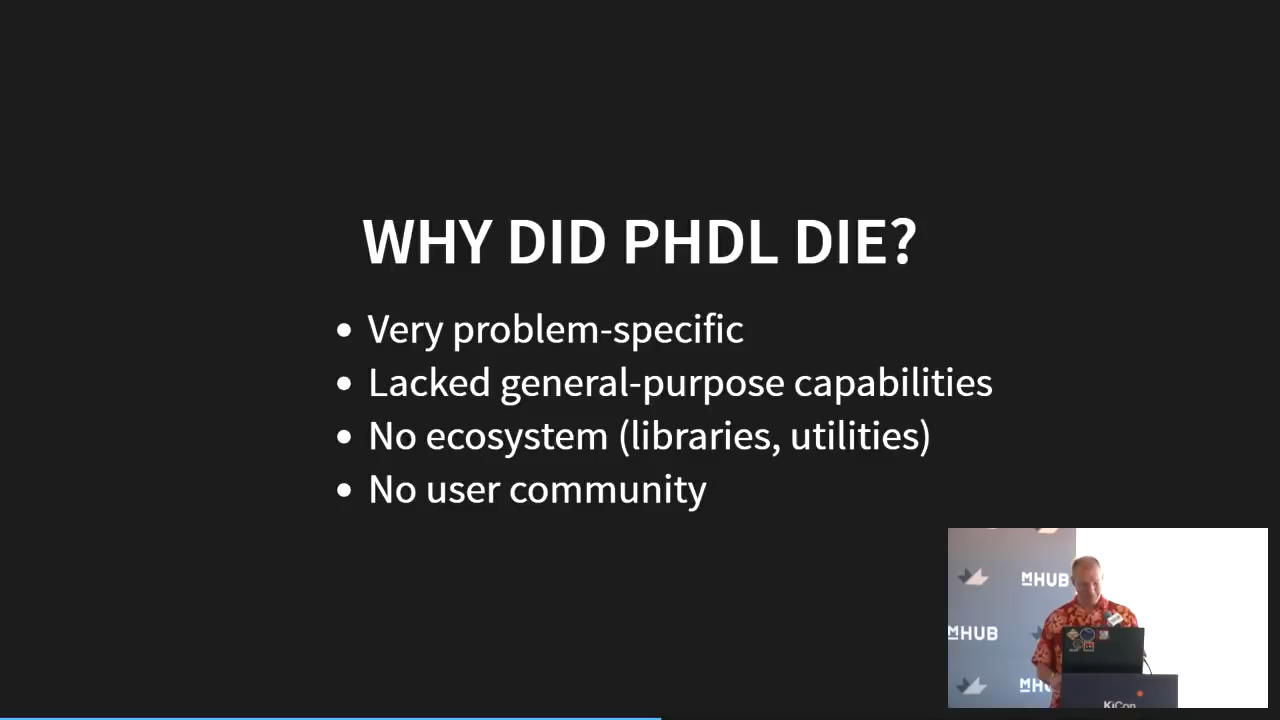 WHY DID PHDL DIE?
• Very problem-specific
• Lacked general-purpose capabilities
• No ecosystem (libraries, utilities)
• No user community
MHUB
MHUB
KiCon